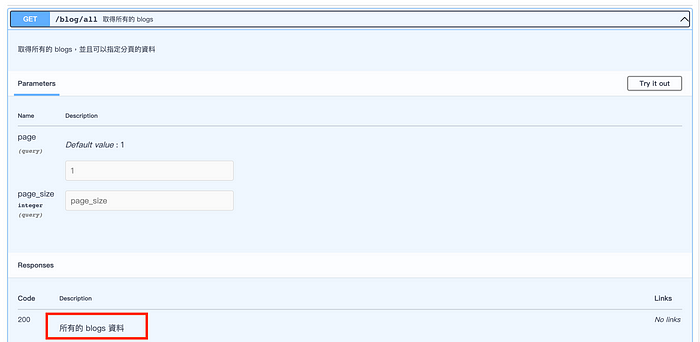 GET /blog/all 取得所有的 blogs
取得所有的 blogs，並且可以指定分頁的資料
Parameters
Try it out
Name Description
page
(query)
Default value : 1
1
page_size
integer
(query)
page_size
Responses
Code Description Links
200 所有的 blogs 資料 No links